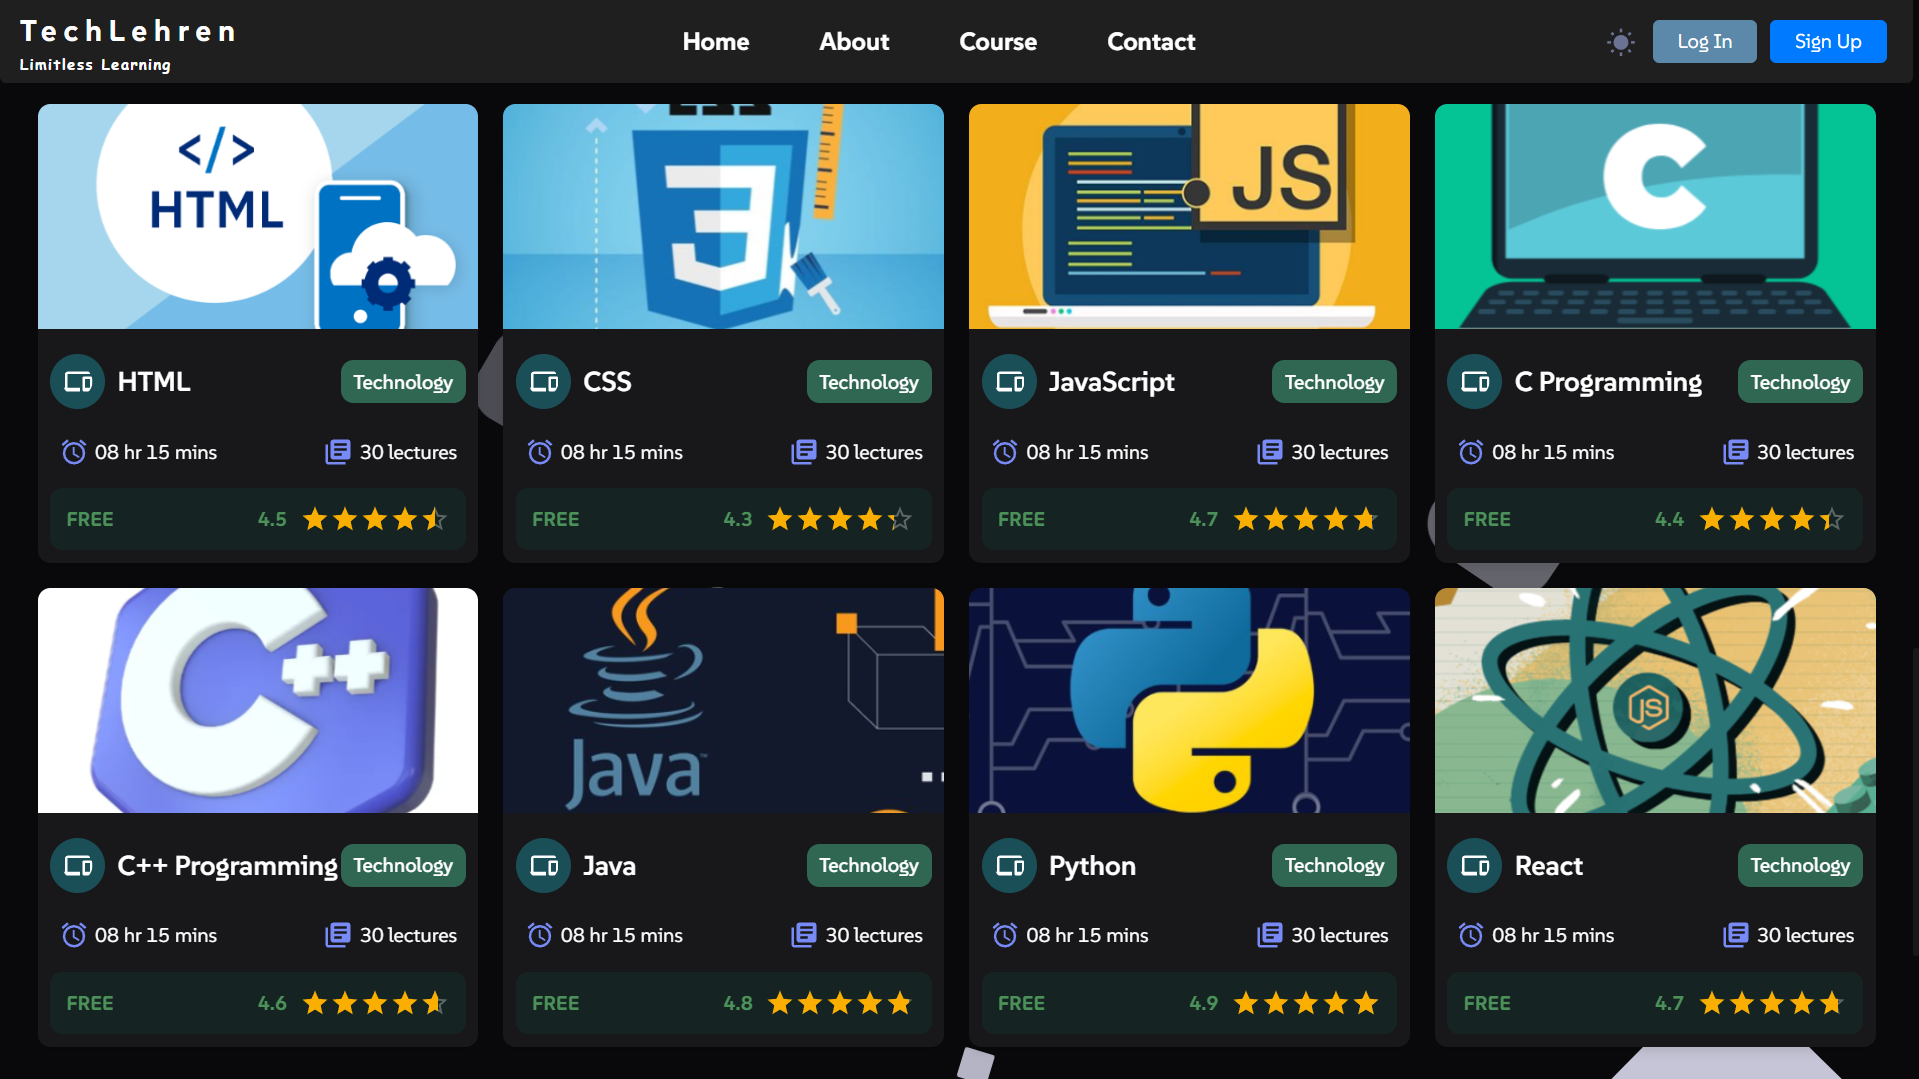 TechLehren
Limitless Learning
Home About Course Contact
Log In Sign Up
</>
HTML
JS
C
HTML Technology
08 hr 15 mins 30 lectures
FREE 4.5
CSS Technology
08 hr 15 mins 30 lectures
FREE 4.3
JavaScript Technology
08 hr 15 mins 30 lectures
FREE 4.7
C Programming Technology
08 hr 15 mins 30 lectures
FREE 4.4
C++
Java™
JS
C++ Programming Technology
08 hr 15 mins 30 lectures
FREE 4.6
Java Technology
08 hr 15 mins 30 lectures
FREE 4.8
Python Technology
08 hr 15 mins 30 lectures
FREE 4.9
React Technology
08 hr 15 mins 30 lectures
FREE 4.7